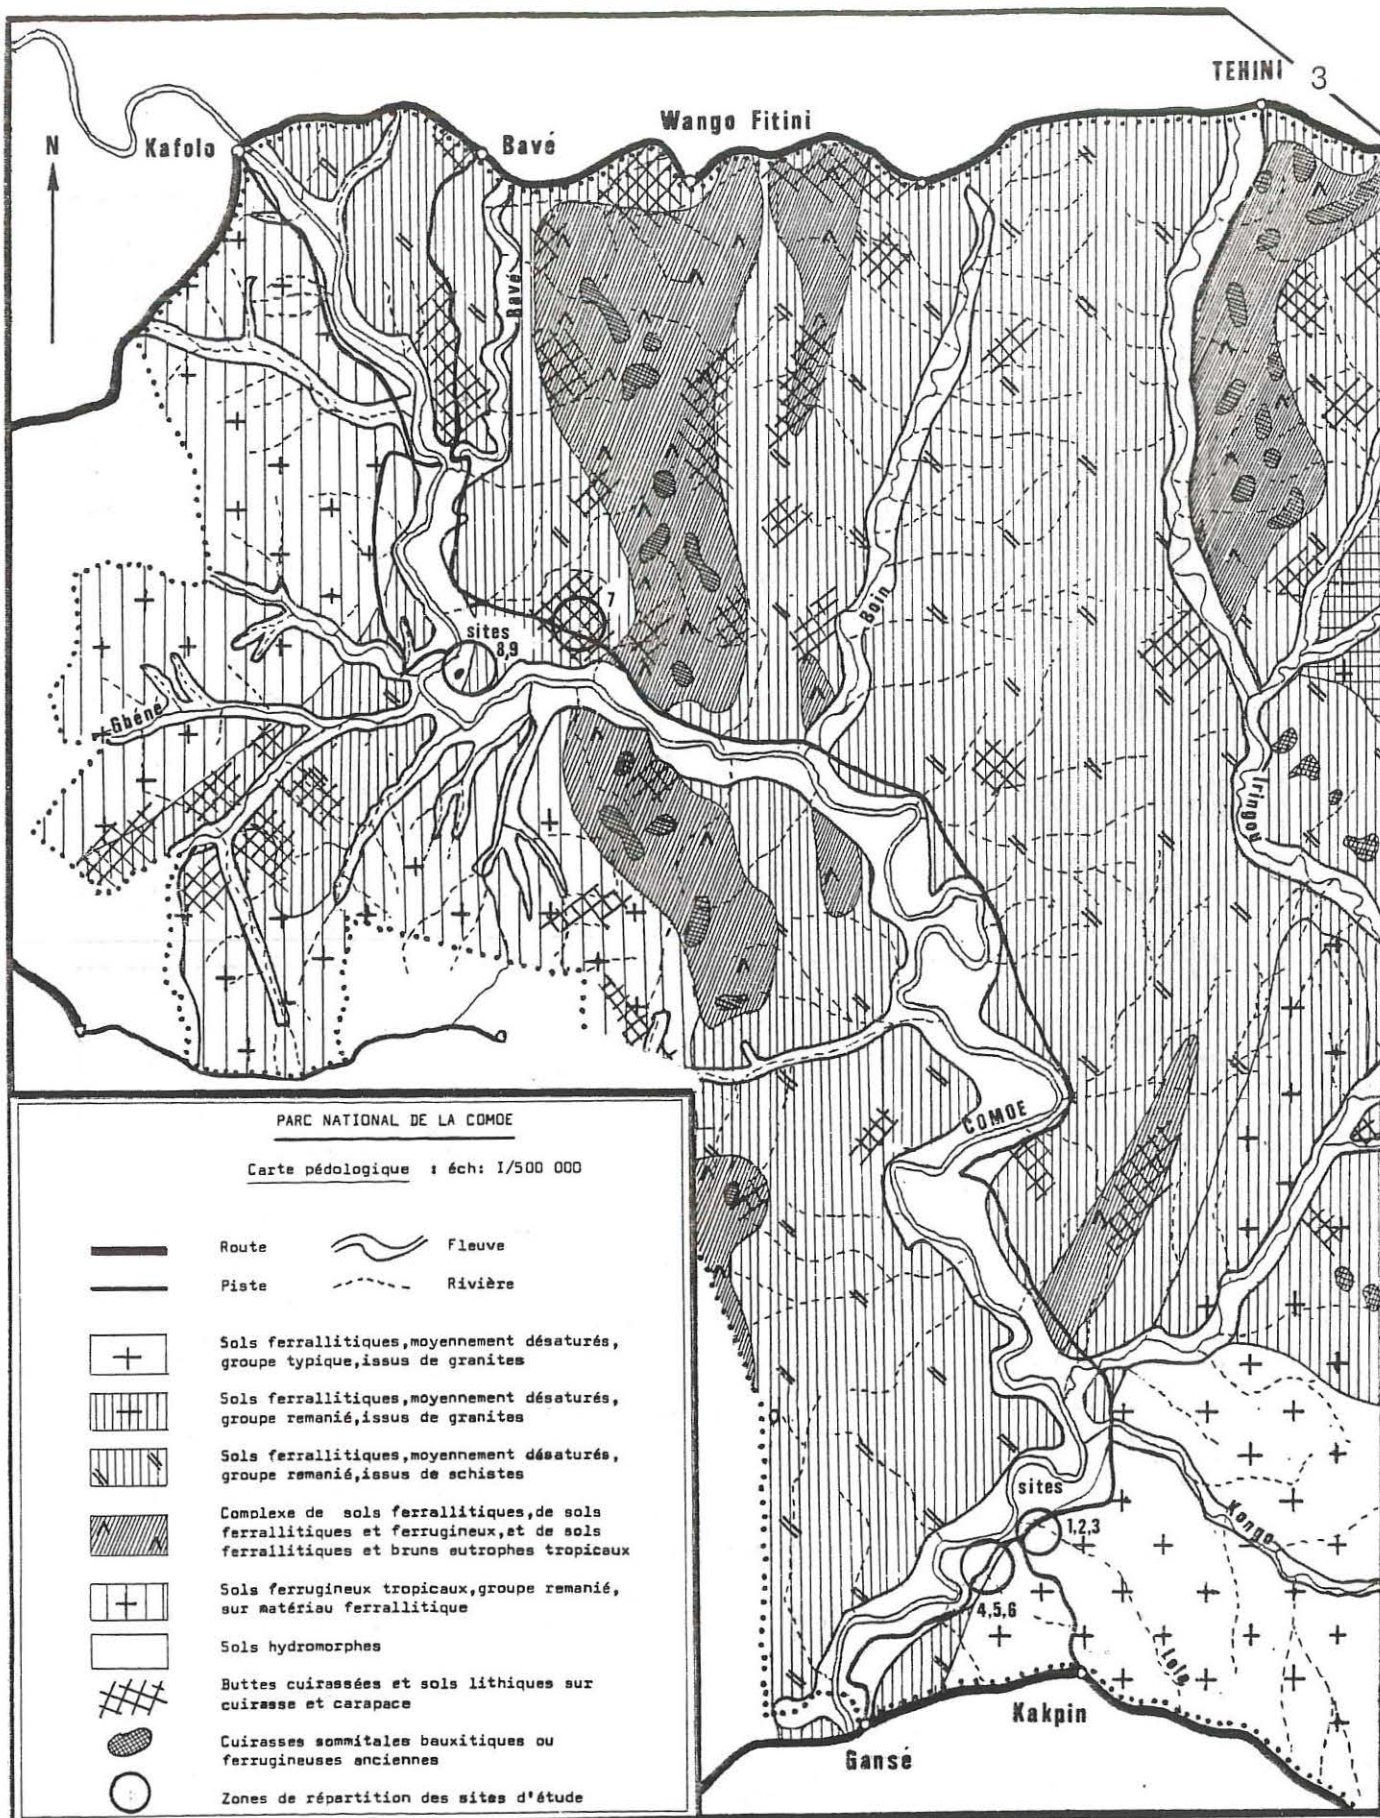 TEHINI
3
Wango Fitini
N
Kafolo
Bavé
Bavé
Boin
7
sites
8,9
Gbéné
Iringou
COMOE
PARC NATIONAL DE LA COMOE
Carte pédologique : éch: I/500 000
Route
Fleuve
Piste
Rivière
Sols ferrallitiques,moyennement désaturés,
groupe typique,issus de granites
Sols ferrallitiques,moyennement désaturés,
groupe remanié,issus de granites
Sols ferrallitiques,moyennement désaturés,
groupe remanié,issus de schistes
Complexe de sols ferrallitiques,de sols
ferrallitiques et ferrugineux,et de sols
ferrallitiques et bruns eutrophes tropicaux
Sols ferrugineux tropicaux,groupe remanié,
sur matériau ferrallitique
Sols hydromorphes
Buttes cuirassées et sols lithiques sur
cuirasse et carapace
Cuirasses sommitales bauxitiques ou
ferrugineuses anciennes
Zones de répartition des sites d'étude
sites
1,2,3
Kongo
4,5,6
Lola
Kakpin
Gansé